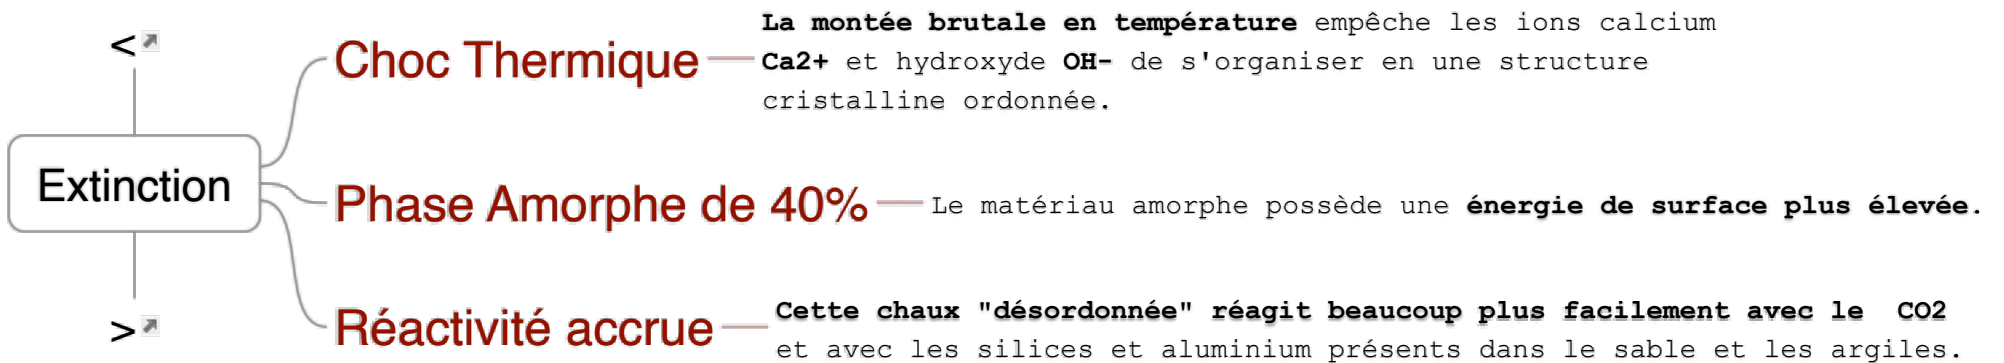 <
Choc Thermique
La montée brutale en température empêche les ions calcium
Ca2+ et hydroxyde OH- de s'organiser en une structure
cristalline ordonnée.
Extinction
Phase Amorphe de 40%
Le matériau amorphe possède une énergie de surface plus élevée.
>
Réactivité accrue
Cette chaux "désordonnée" réagit beaucoup plus facilement avec le CO2
et avec les silices et aluminium présents dans le sable et les argiles.